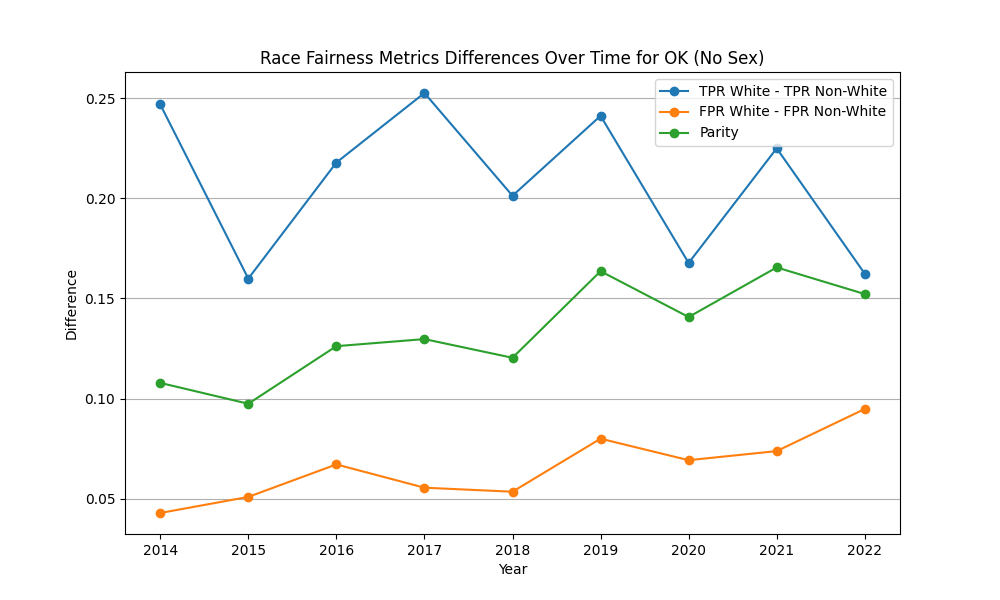 Race Fairness Metrics Differences Over Time for OK (No Sex)
TPR White - TPR Non-White
FPR White - FPR Non-White
Parity
0.25
0.20
0.15
0.10
0.05
Difference
2014 2015 2016 2017 2018 2019 2020 2021 2022
Year